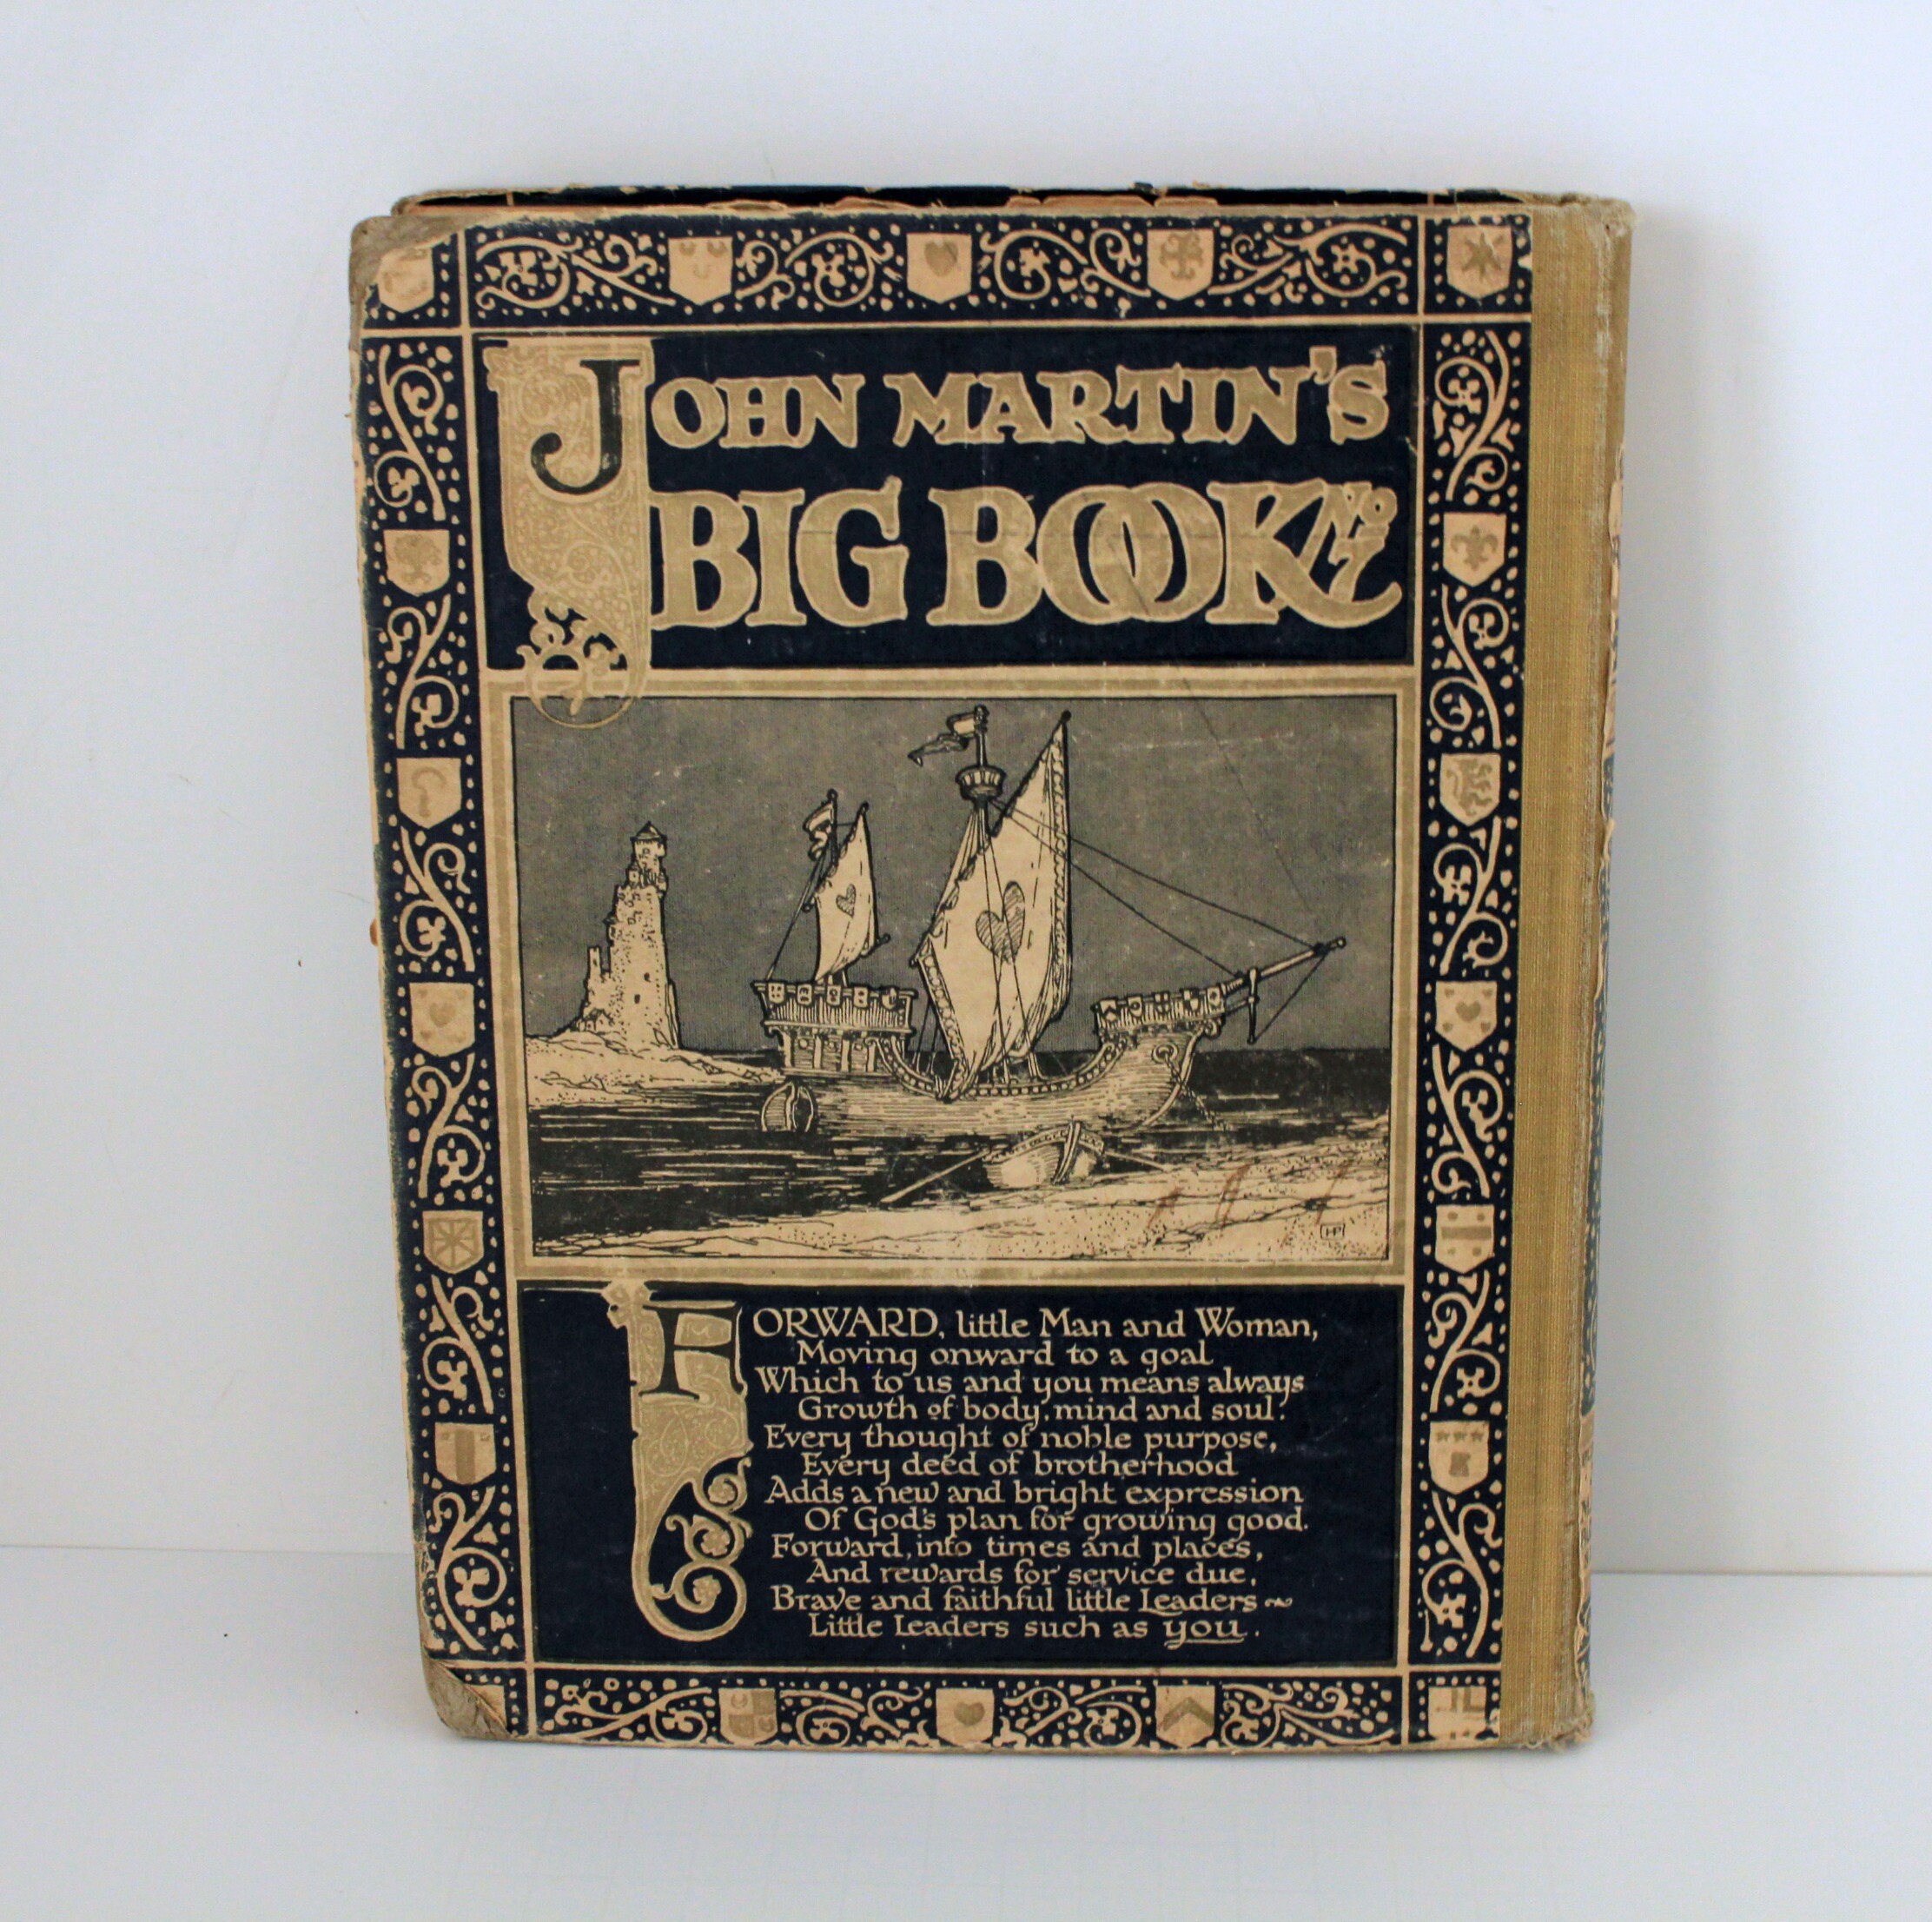 JOHN MARTIN'S
BIG BOOK No 7
FORWARD, little Man and Woman,
Moving onward to a goal
Which to us and you means always
Growth of body, mind and soul.
Every thought of noble purpose,
Every deed of brotherhood
Adds a new and bright expression
Of God's plan for growing good.
Forward, into times and places,
And rewards for service due,
Brave and faithful little Leaders ~
Little Leaders such as you.